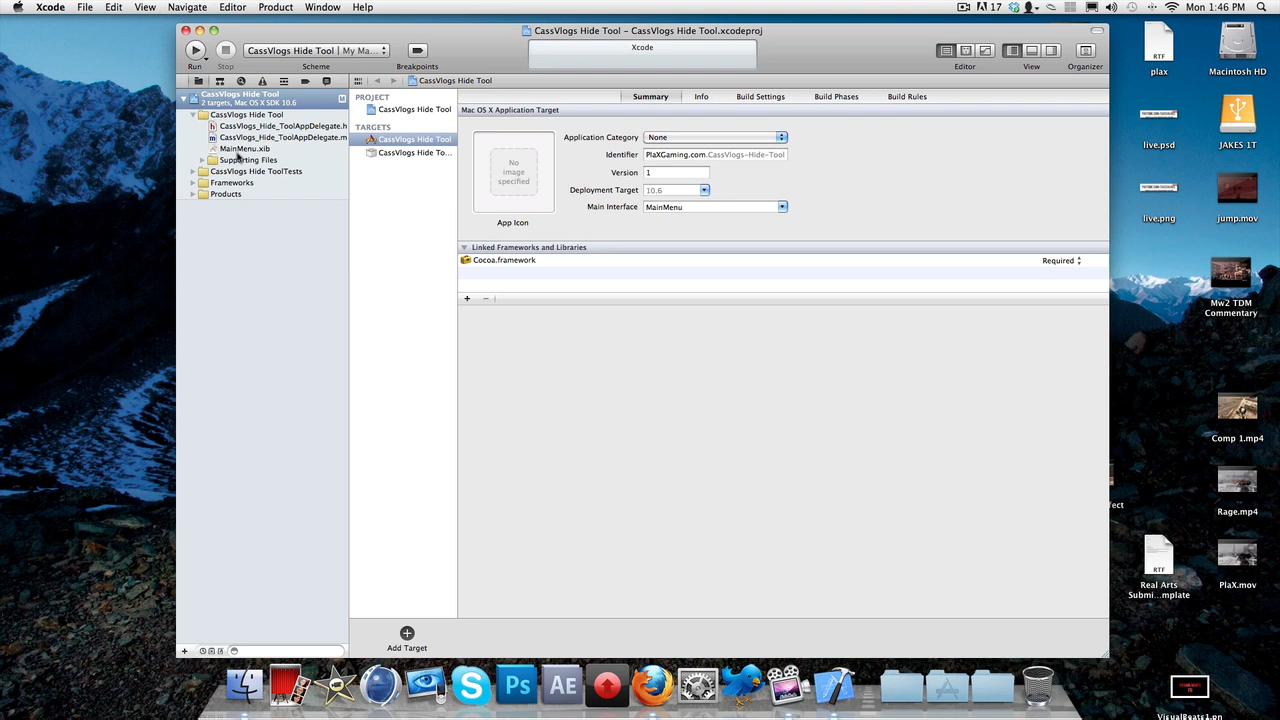 Xcode File Edit View Navigate Editor Product Window Help
17 Mon 1:46 PM
CassVlogs Hide Tool – CassVlogs Hide Tool.xcodeproj
CassVlogs Hide Tool | My Ma...
Xcode
Run Stop Scheme Breakpoints Editor View Organizer
CassVlogs Hide Tool
2 targets, Mac OS X SDK 10.6
M
CassVlogs Hide Tool
CassVlogs_Hide_ToolAppDelegate.h
CassVlogs_Hide_ToolAppDelegate.m
MainMenu.xib
Supporting Files
CassVlogs Hide ToolTests
Frameworks
Products
CassVlogs Hide Tool
PROJECT
CassVlogs Hide Tool
TARGETS
CassVlogs Hide Tool
CassVlogs Hide To...
Add Target
Summary Info Build Settings Build Phases Build Rules
Mac OS X Application Target
No
image
specified
App Icon
Application Category None
Identifier PlaXGaming.com.CassVlogs-Hide-Tool
Version 1
Deployment Target 10.6
Main Interface MainMenu
Linked Frameworks and Libraries
Cocoa.framework Required
RTF
plax
Macintosh HD
live.psd
JAKES 1T
live.png
jump.mov
Mw2 TDM
Commentary
Comp 1.mp4
Rage.mp4
RTF
Real Arts
Submi...mplate
PlaX.mov
Ps
AE